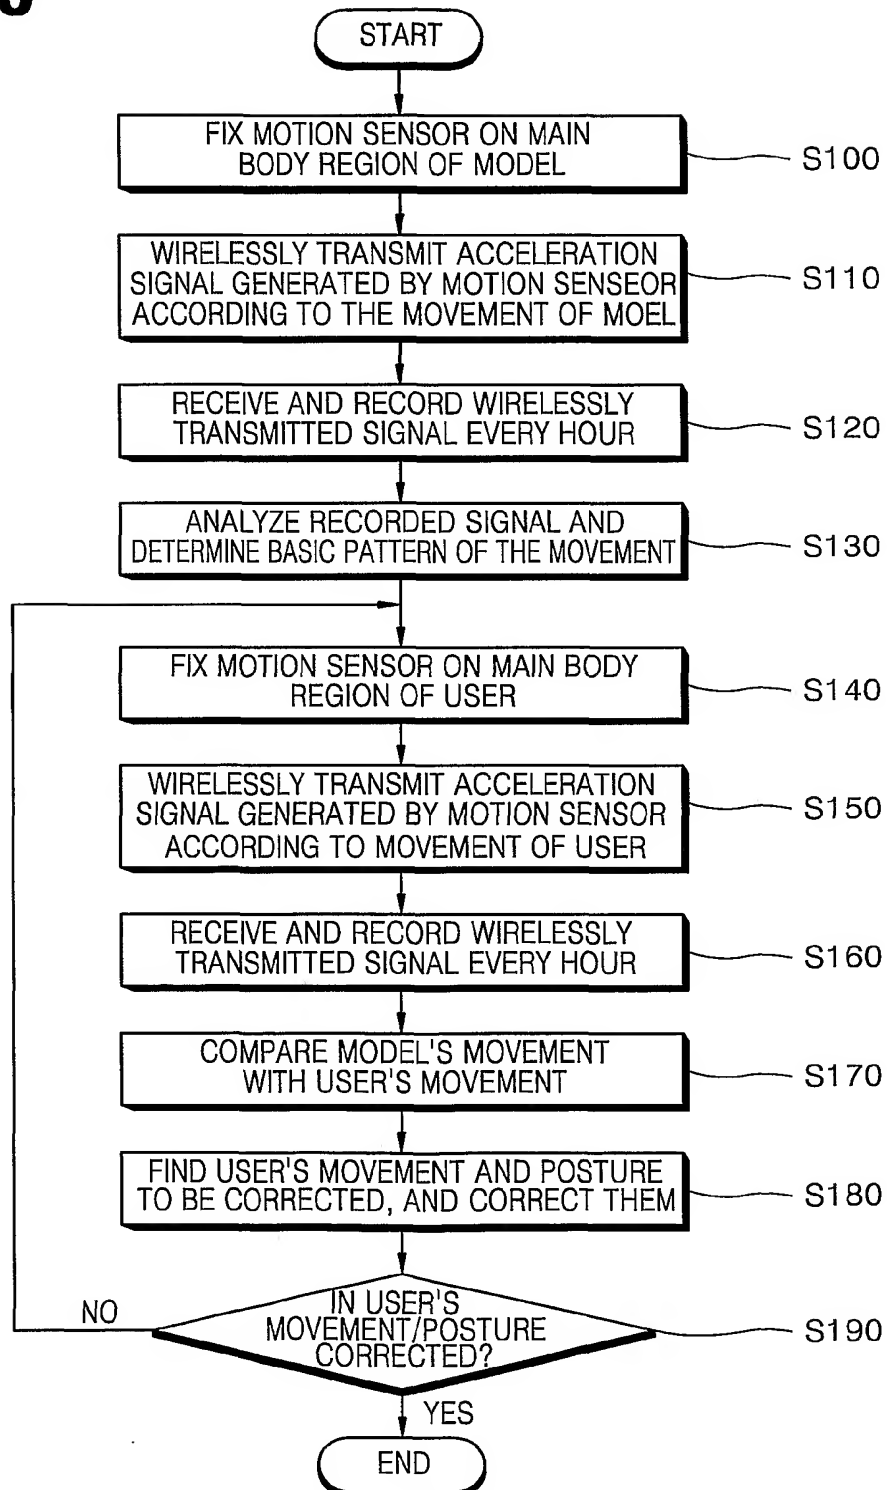 START
FIX MOTION SENSOR ON MAIN
BODY REGION OF MODEL
S100
WIRELESSLY TRANSMIT ACCELERATION
SIGNAL GENERATED BY MOTION SENSEOR
ACCORDING TO THE MOVEMENT OF MOEL
S110
RECEIVE AND RECORD WIRELESSLY
TRANSMITTED SIGNAL EVERY HOUR
S120
ANALYZE RECORDED SIGNAL AND
DETERMINE BASIC PATTERN OF THE MOVEMENT
S130
FIX MOTION SENSOR ON MAIN BODY
REGION OF USER
S140
WIRELESSLY TRANSMIT ACCELERATION
SIGNAL GENERATED BY MOTION SENSOR
ACCORDING TO MOVEMENT OF USER
S150
RECEIVE AND RECORD WIRELESSLY
TRANSMITTED SIGNAL EVERY HOUR
S160
COMPARE MODEL'S MOVEMENT
WITH USER'S MOVEMENT
S170
FIND USER'S MOVEMENT AND POSTURE
TO BE CORRECTED, AND CORRECT THEM
S180
NO
IN USER'S
MOVEMENT/POSTURE
CORRECTED?
S190
YES
END